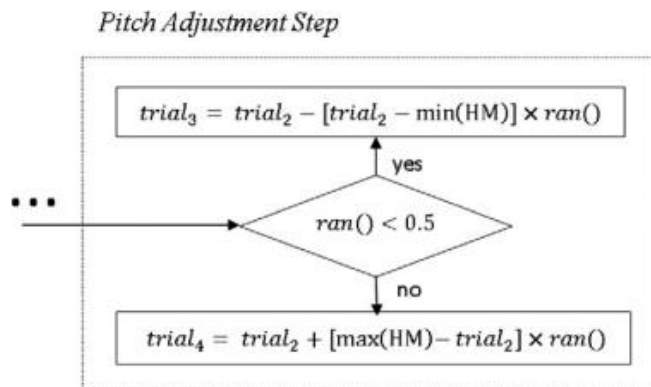 Pitch Adjustment Step
trial₃ = trial₂ − [trial₂ − min(HM)] × ran()
yes
...
ran() < 0.5
no
trial₄ = trial₂ + [max(HM)− trial₂] × ran()